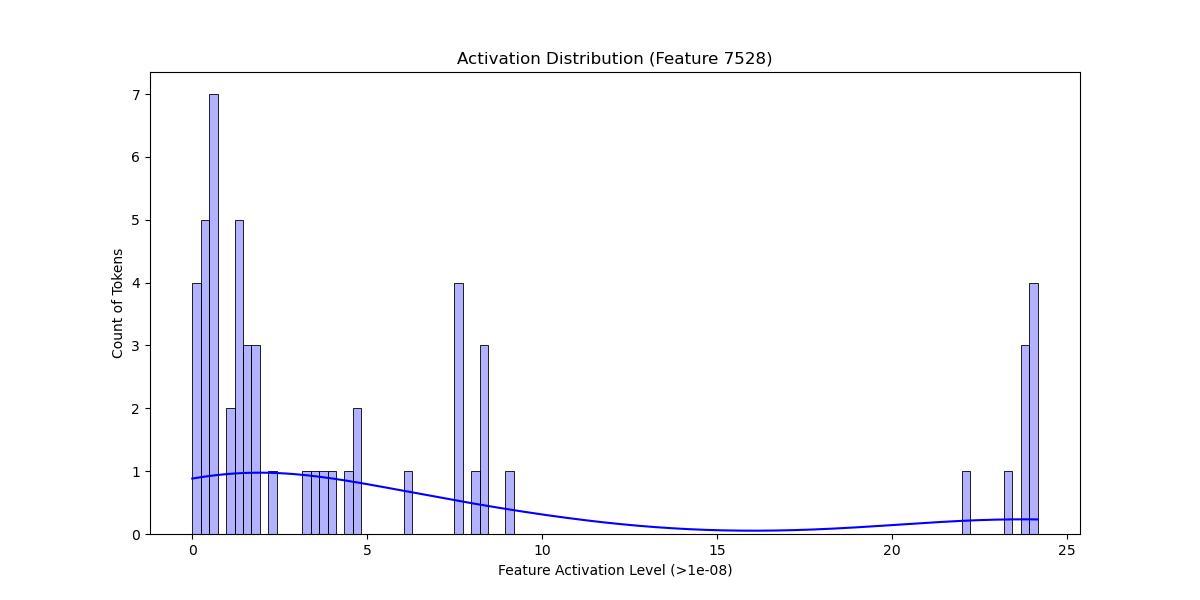 Activation Distribution (Feature 7528)
Count of Tokens
7
6
5
4
3
2
1
0
0 5 10 15 20 25
Feature Activation Level (>1e-08)